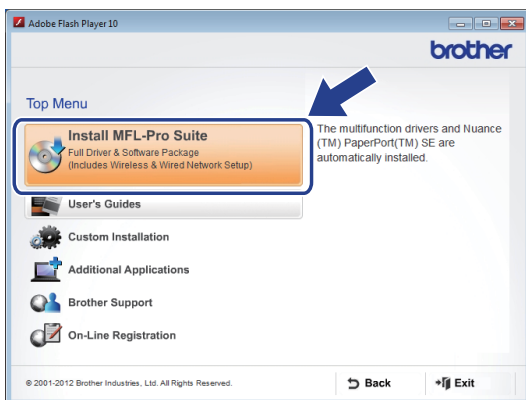 Adobe Flash Player 10
brother
Top Menu
Install MFL-Pro Suite
Full Driver & Software Package
(Includes Wireless & Wired Network Setup)
The multifunction drivers and Nuance
(TM) PaperPort(TM) SE are
automatically installed.
User's Guides
Custom Installation
Additional Applications
Brother Support
On-Line Registration
© 2001-2012 Brother Industries, Ltd. All Rights Reserved.
Back
Exit